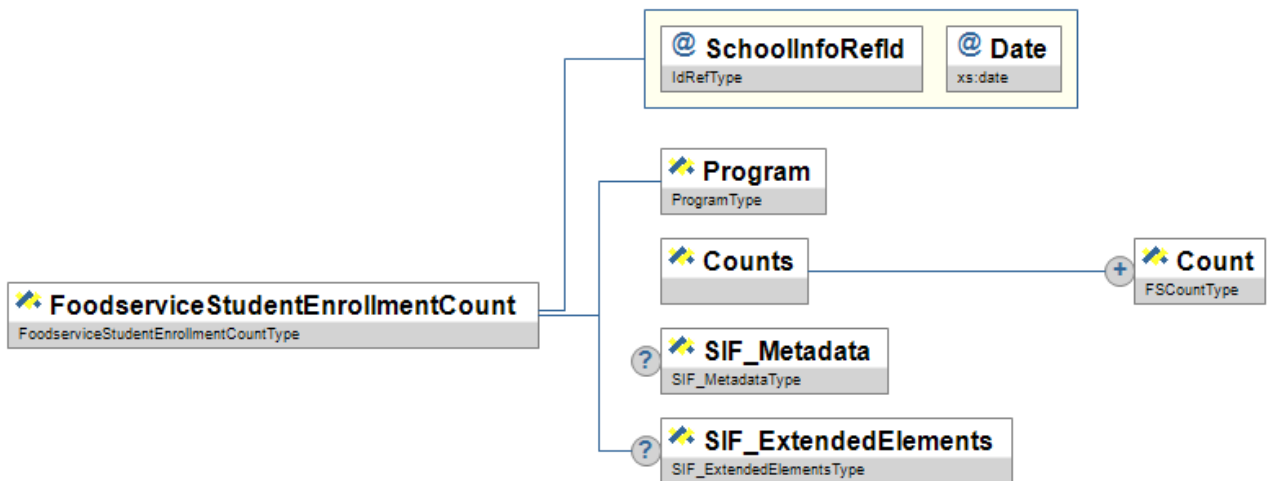 @ SchoolInfoRefId
IdRefType
@ Date
xs:date
Program
ProgramType
Counts
+ Count
FSCountType
FoodserviceStudentEnrollmentCount
FoodserviceStudentEnrollmentCountType
? SIF_Metadata
SIF_MetadataType
? SIF_ExtendedElements
SIF_ExtendedElementsType